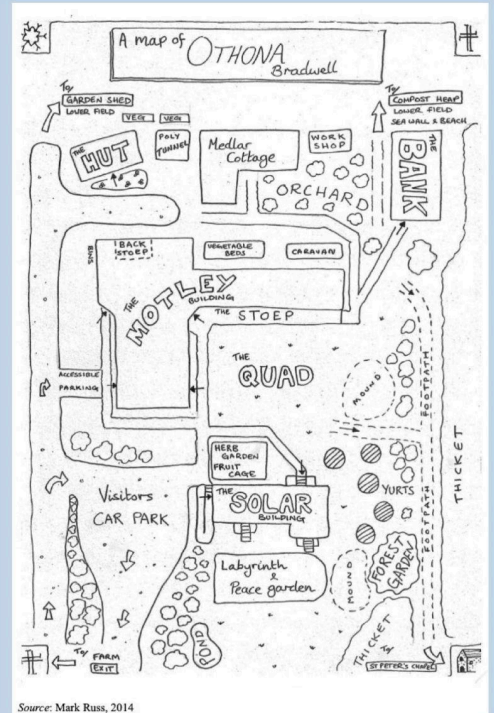 A map of OTHONA
Bradwell
To/
GARDEN SHED
LOWER FIELD
VEG
VEG
To/
COMPOST HEAP
LOWER FIELD
SEA WALL & BEACH
THE
HUT
POLY
TUNNEL
Medlar
Cottage
WORK
SHOP
THE
BANK
ORCHARD
BINS
BACK
STOEP
VEGETABLE
BEDS
CARAVAN
THE
MOTLEY
BUILDING
THE STOEP
THE
QUAD
MOUND
FOOTPATH
ACCESSIBLE
PARKING
THICKET
HERB
GARDEN
FRUIT
CAGE
YURTS
Visitors
CAR PARK
THE
SOLAR
BUILDING
FOOTPATH
FOREST
GARDEN
Labyrinth
&
Peace garden
MOUND
POND
THICKET
To/
FARM
EXIT
To/
ST PETER'S CHAPEL
Source: Mark Russ, 2014